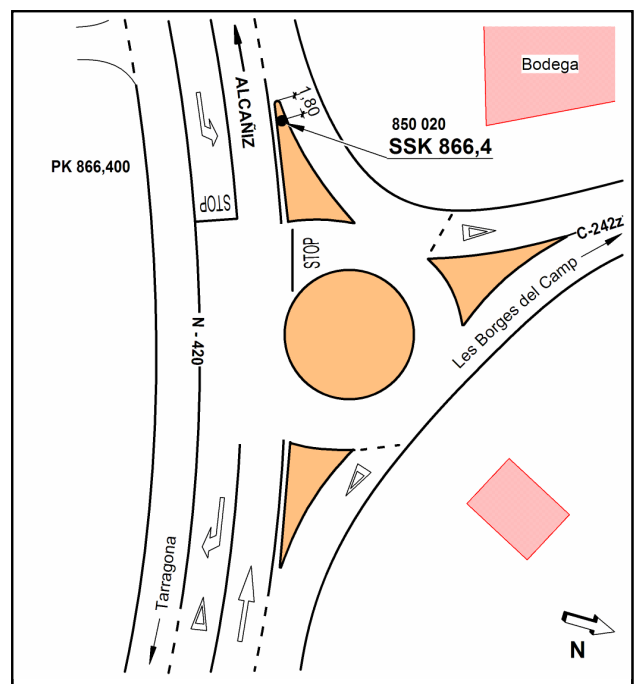 Bodega
ALCAÑIZ
1,80
850 020
SSK 866,4
PK 866,400
STOP
C-242z
STOP
Les Borges del Camp
N - 420
Tarragona
N